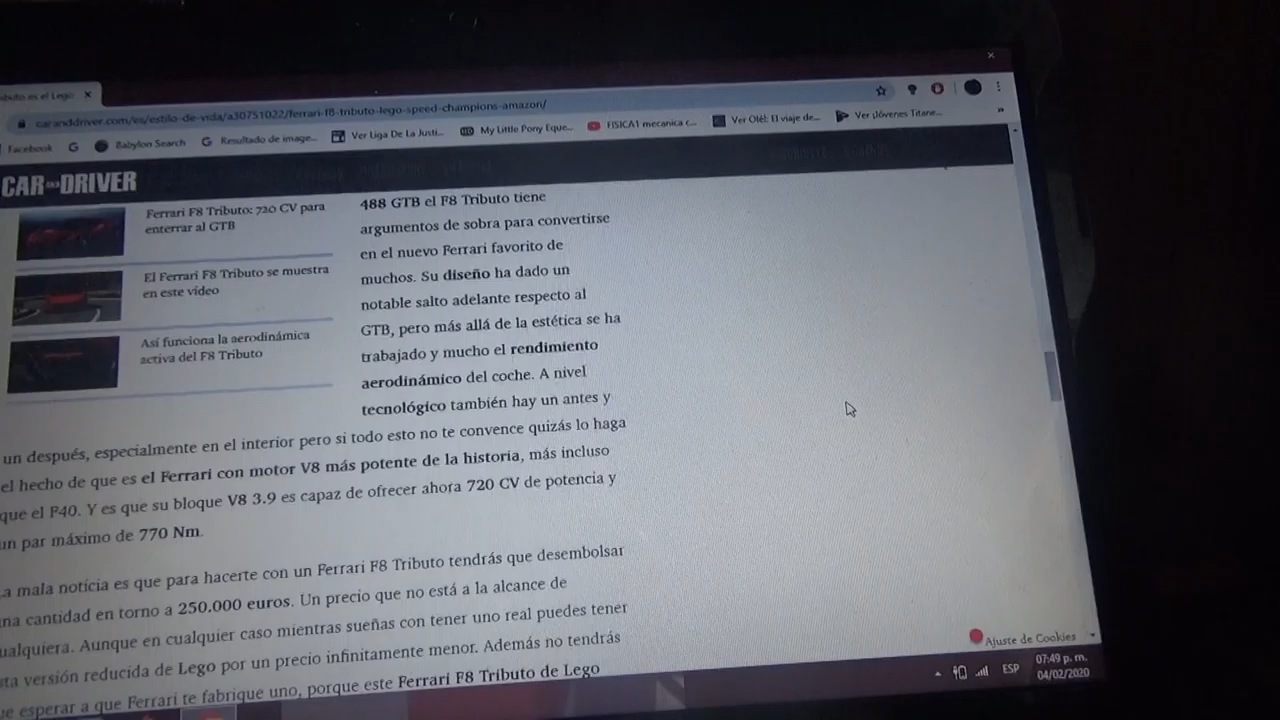 es el Lego
caranddriver.com/es/estilo-de-vida/a30751022/ferrari-f8-tributo-lego-speed-champions-amazon/
Facebook
Babylon Search
Resultado de image...
Ver Liga De La Justi...
My Little Pony Eque...
FISICA1 mecanica (...
Ver Olé!: El viaje de...
Ver Jóvenes Titane...
»
CAR AND DRIVER
Ferrari F8 Tributo: 720 CV para
enterrar al GTB
El Ferrari F8 Tributo se muestra
en este vídeo
Así funciona la aerodinámica
activa del F8 Tributo
488 GTB el F8 Tributo tiene
argumentos de sobra para convertirse
en el nuevo Ferrari favorito de
muchos. Su diseño ha dado un
notable salto adelante respecto al
GTB, pero más allá de la estética se ha
trabajado y mucho el rendimiento
aerodinámico del coche. A nivel
tecnológico también hay un antes y
un después, especialmente en el interior pero si todo esto no te convence quizás lo haga
el hecho de que es el Ferrari con motor V8 más potente de la historia, más incluso
que el F40. Y es que su bloque V8 3.9 es capaz de ofrecer ahora 720 CV de potencia y
un par máximo de 770 Nm.
a mala noticia es que para hacerte con un Ferrari F8 Tributo tendrás que desembolsar
na cantidad en torno a 250.000 euros. Un precio que no está a la alcance de
ualquiera. Aunque en cualquier caso mientras sueñas con tener uno real puedes tener
sta versión reducida de Lego por un precio infinitamente menor. Además no tendrás
ue esperar a que Ferrari te fabrique uno, porque este Ferrari F8 Tributo de Lego
Ajuste de Cookies
ESP
07:49 p. m.
04/02/2020